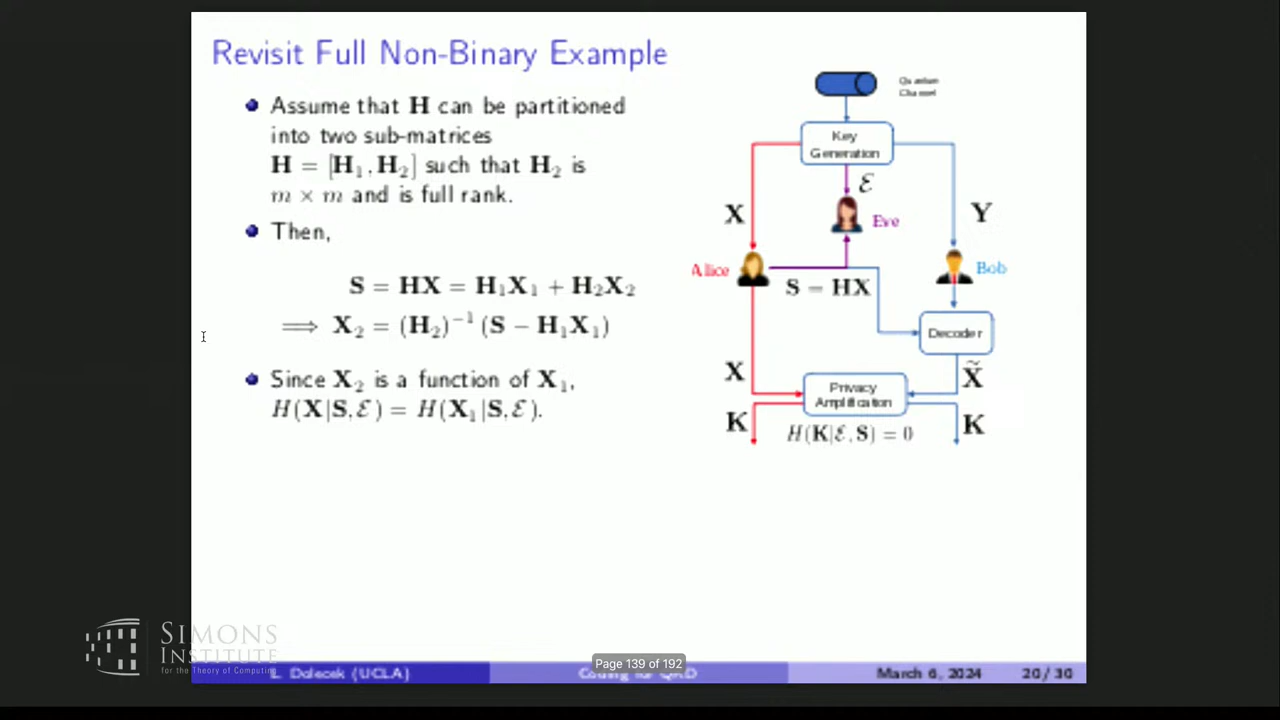 Revisit Full Non-Binary Example
Assume that H can be partitioned
into two sub-matrices
H = [H₁, H₂] such that H₂ is
m × m and is full rank.
Then,
S = HX = H₁X₁ + H₂X₂
⟹ X₂ = (H₂)⁻¹ (S − H₁X₁)
Since X₂ is a function of X₁,
H(X|S, ℰ) = H(X₁|S, ℰ).
Quantum
Channel
Key
Generation
ℰ
X
Eve
Y
Alice
Bob
S = HX
Decoder
X
X̃
Privacy
Amplification
K
H(K|ℰ, S) = 0
K
SIMONS
INSTITUTE
for the Theory of Computing
Page 139 of 192
L. Dolecek (UCLA)
Coding for QKD
March 6, 2024
20 / 30